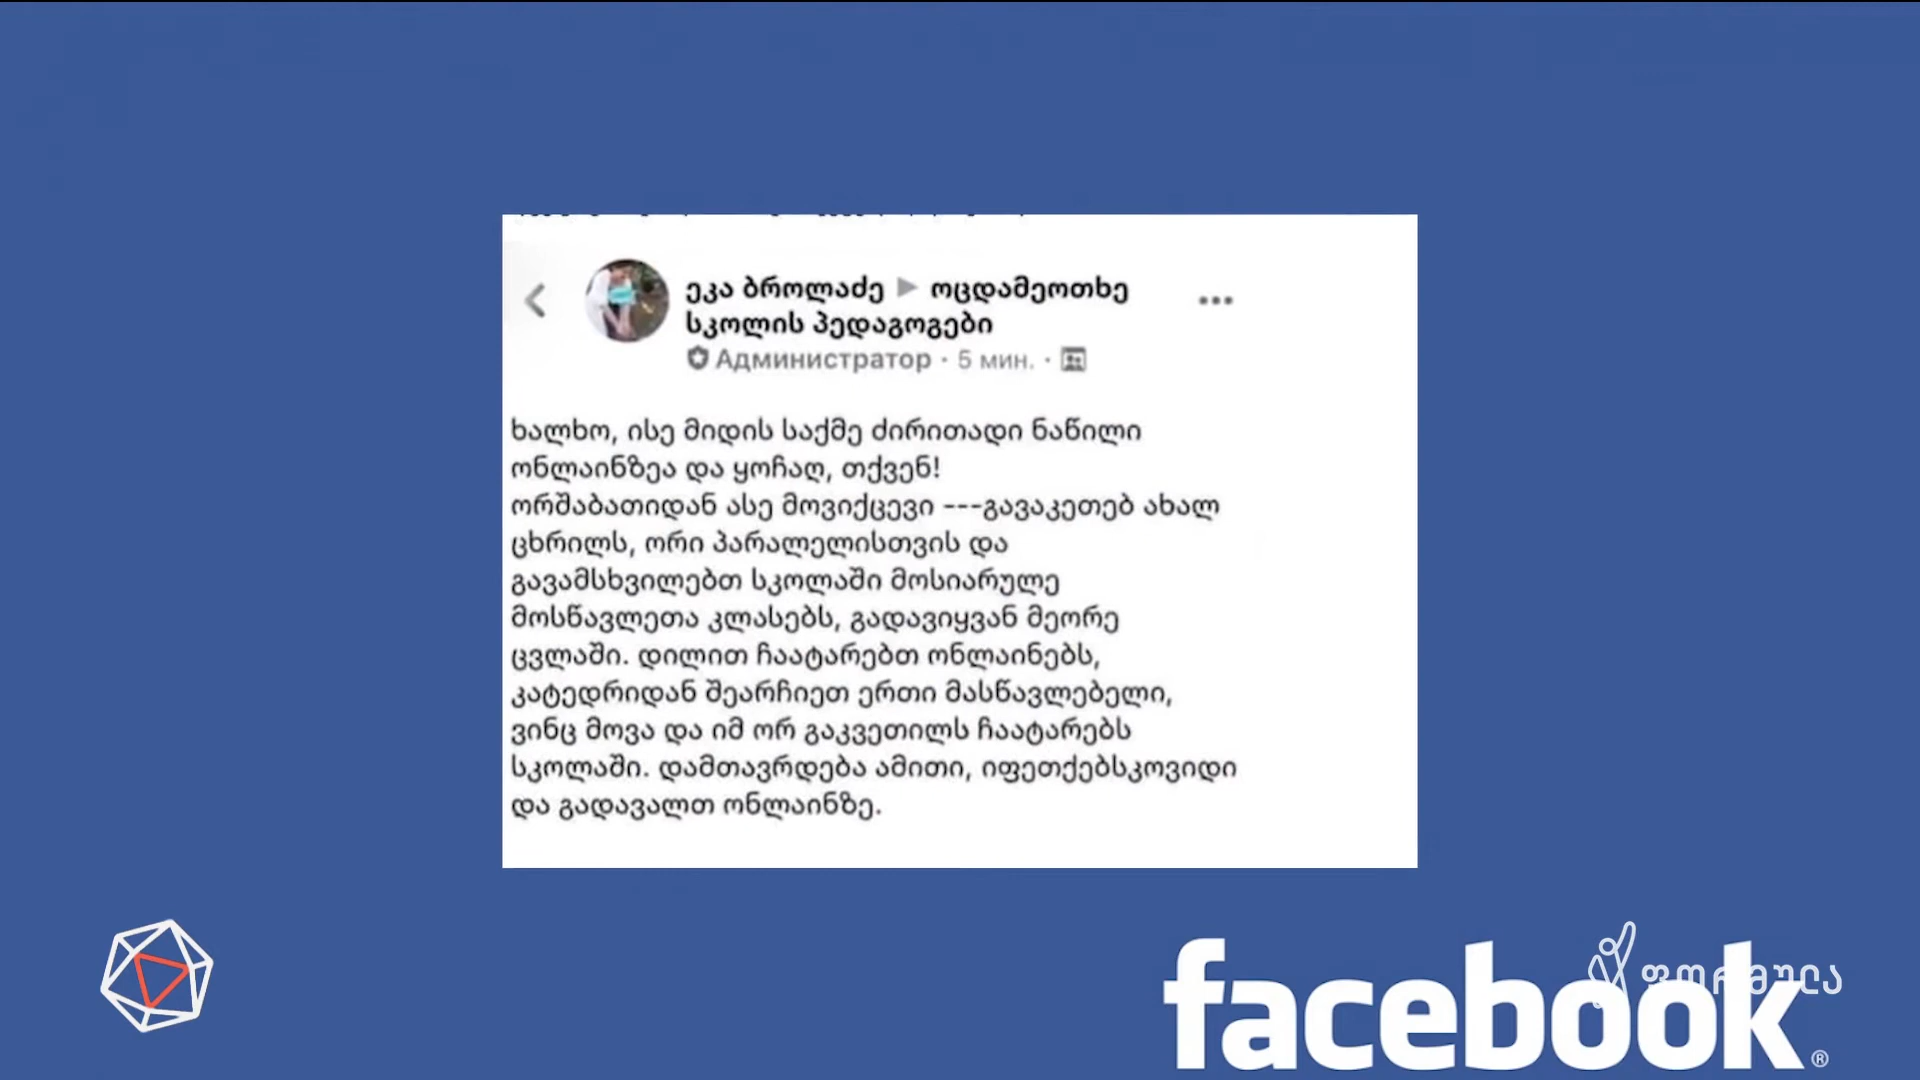 ეკა ბროლაძე ▶ ოცდამეოთხე
სკოლის პედაგოგები
Администратор · 5 мин. ·
ხალხო, ისე მიდის საქმე ძირითადი ნაწილი
ონლაინზეა და ყოჩაღ, თქვენ!
ორშაბათიდან ასე მოვიქცევი ---გავაკეთებ ახალ
ცხრილს, ორი პარალელისთვის და
გავამსხვილებთ სკოლაში მოსიარულე
მოსწავლეთა კლასებს, გადავიყვან მეორე
ცვლაში. დილით ჩაატარებთ ონლაინებს,
კატედრიდან შეარჩიეთ ერთი მასწავლებელი,
ვინც მოვა და იმ ორ გაკვეთილს ჩაატარებს
სკოლაში. დამთავრდება ამითი, იფეთქებსკოვიდი
და გადავალთ ონლაინზე.
ფორმულა
facebook®